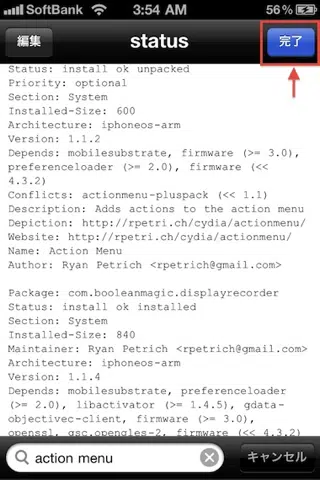 SoftBank 3:54 AM 56%
編集 status 完了
Status: install ok unpacked
Priority: optional
Section: System
Installed-Size: 600
Architecture: iphoneos-arm
Version: 1.1.2
Depends: mobilesubstrate, firmware (>= 3.0),
preferenceloader (>= 2.0), firmware (<<
4.3.2)
Conflicts: actionmenu-pluspack (<< 1.1)
Description: Adds actions to the action menu
Depiction: http://rpetri.ch/cydia/actionmenu/
Website: http://rpetri.ch/cydia/actionmenu/
Name: Action Menu
Author: Ryan Petrich <rpetrich@gmail.com>
Package: com.booleanmagic.displayrecorder
Status: install ok installed
Section: System
Installed-Size: 840
Maintainer: Ryan Petrich <rpetrich@gmail.com>
Architecture: iphoneos-arm
Version: 1.1.4
Depends: mobilesubstrate, preferenceloader
(>= 2.0), libactivator (>= 1.4.5), gdata-
objectivec-client, firmware (>= 3.0),
openssl, gsc.opengles-2, firmware (<< 4.3.2)
action menu キャンセル